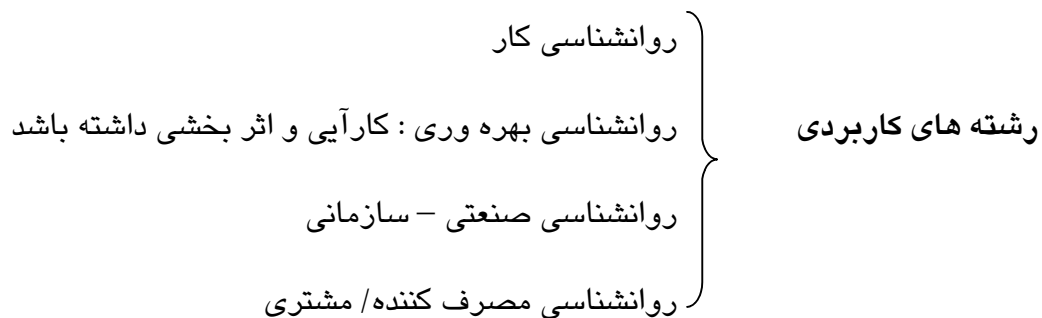 روانشناسی کار
رشته های کاربردی
روانشناسی بهره وری : کارآیی و اثر بخشی داشته باشد
روانشناسی صنعتی – سازمانی
روانشناسی مصرف کننده/ مشتری